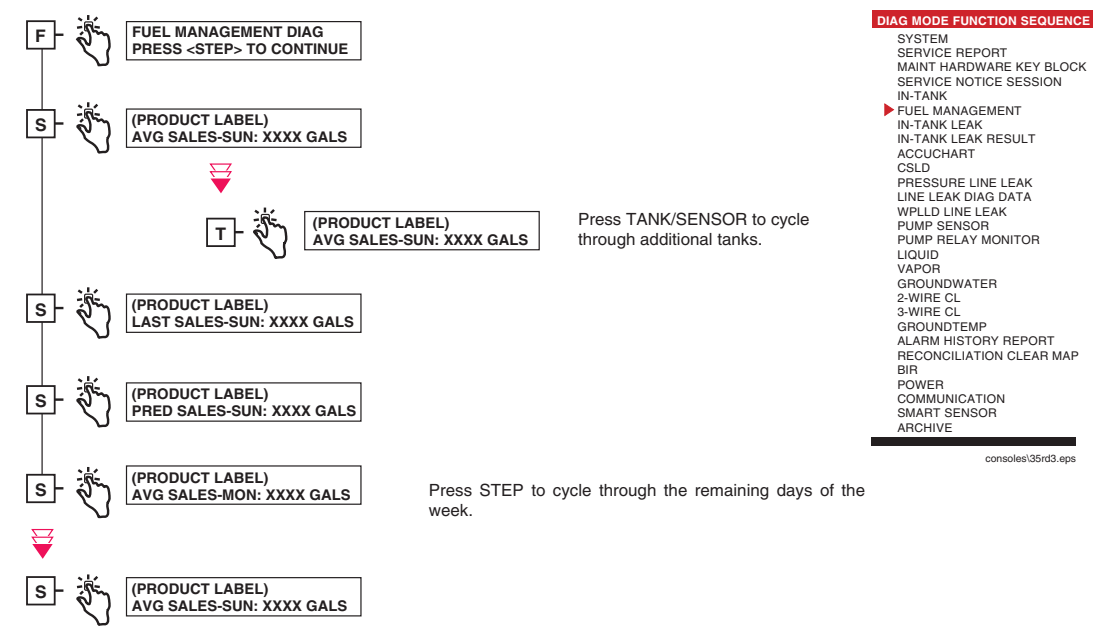 F
FUEL MANAGEMENT DIAG
PRESS <STEP> TO CONTINUE
S
(PRODUCT LABEL)
AVG SALES-SUN: XXXX GALS
T
(PRODUCT LABEL)
AVG SALES-SUN: XXXX GALS
Press TANK/SENSOR to cycle
through additional tanks.
S
(PRODUCT LABEL)
LAST SALES-SUN: XXXX GALS
S
(PRODUCT LABEL)
PRED SALES-SUN: XXXX GALS
S
(PRODUCT LABEL)
AVG SALES-MON: XXXX GALS
Press STEP to cycle through the remaining days of the
week.
S
(PRODUCT LABEL)
AVG SALES-SUN: XXXX GALS
DIAG MODE FUNCTION SEQUENCE
SYSTEM
SERVICE REPORT
MAINT HARDWARE KEY BLOCK
SERVICE NOTICE SESSION
IN-TANK
FUEL MANAGEMENT
IN-TANK LEAK
IN-TANK LEAK RESULT
ACCUCHART
CSLD
PRESSURE LINE LEAK
LINE LEAK DIAG DATA
WPLLD LINE LEAK
PUMP SENSOR
PUMP RELAY MONITOR
LIQUID
VAPOR
GROUNDWATER
2-WIRE CL
3-WIRE CL
GROUNDTEMP
ALARM HISTORY REPORT
RECONCILIATION CLEAR MAP
BIR
POWER
COMMUNICATION
SMART SENSOR
ARCHIVE
consoles\35rd3.eps